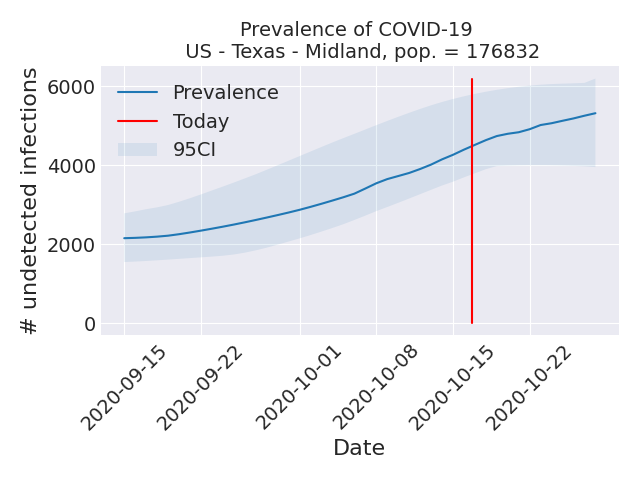 Prevalence of COVID-19
US - Texas - Midland, pop. = 176832
# undetected infections
6000
4000
2000
0
Prevalence
Today
95CI
2020-09-15
2020-09-22
2020-10-01
2020-10-08
2020-10-15
2020-10-22
Date